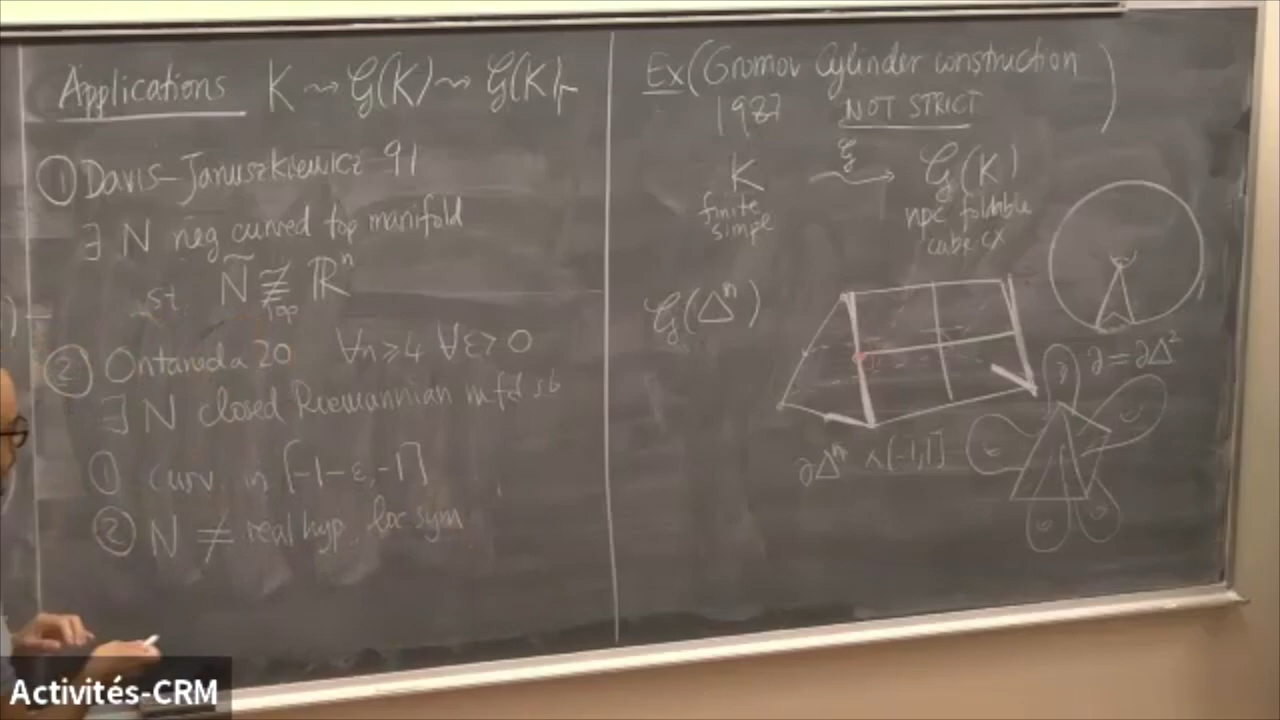 Applications K ⇝ 𝒢(K) ⇝ 𝒢(K)Γ
① Davis–Januszkiewicz 91
∃ N neg curved top manifold
st. Ñ ≇ ℝⁿ
top
② Ontaneda 20 ∀n≥4 ∀ε>0
∃ N closed Riemannian mfd st
① curv in [-1-ε,-1]
② N ≠ real hyp. loc sym
Ex (Gromov Cylinder construction)
1987 NOT STRICT
K 𝒢⇝ 𝒢(K)
finite
simpl
npc foldable
cube cx
𝒢(Δⁿ)
∂Δⁿ × [-1,1]
∂ = ∂Δ²
Activités-CRM